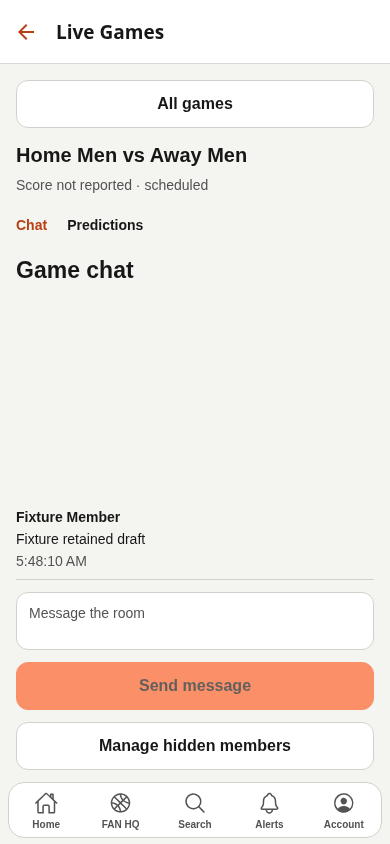 Live Games
All games
Home Men vs Away Men
Score not reported · scheduled
Chat Predictions
Game chat
Fixture Member
Fixture retained draft
5:48:10 AM
Message the room
Send message
Manage hidden members
Home FAN HQ Search Alerts Account